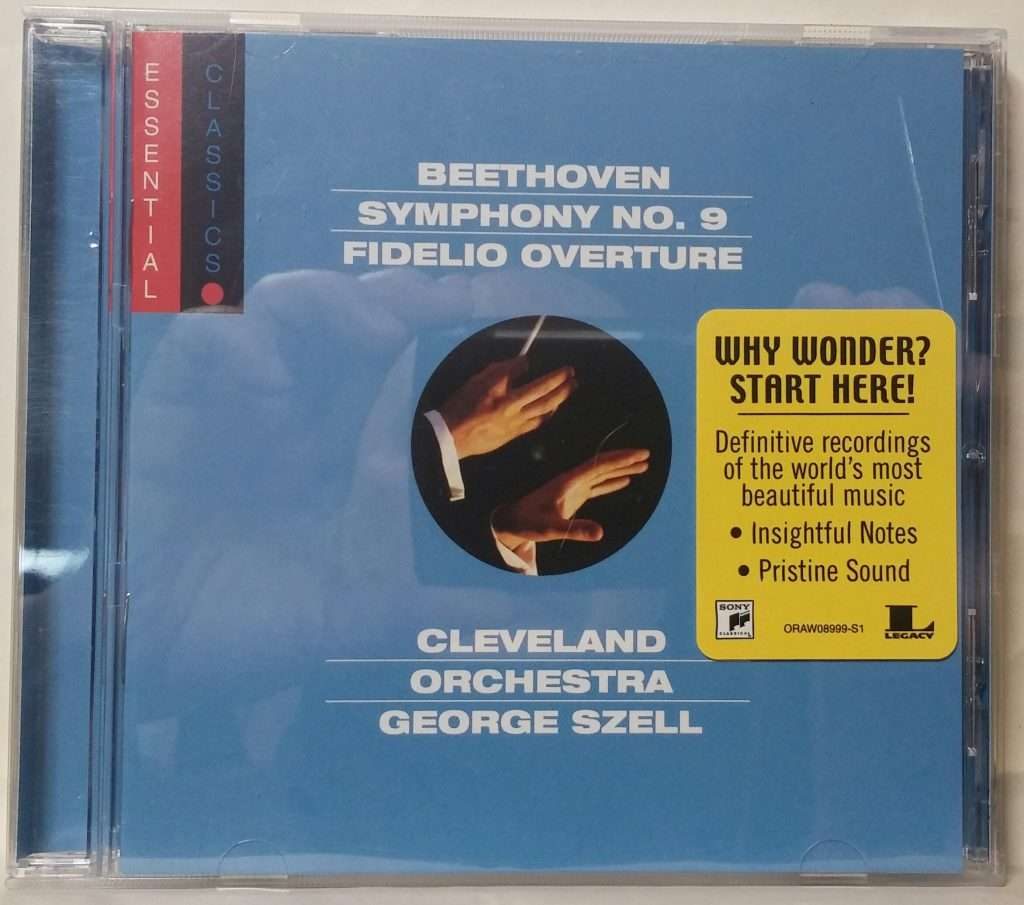 ESSENTIAL
CLASSICS
BEETHOVEN
SYMPHONY NO. 9
FIDELIO OVERTURE
WHY WONDER?
START HERE!
Definitive recordings
of the world's most
beautiful music
• Insightful Notes
• Pristine Sound
SONY
CLASSICAL
ORAW08999-S1
L
LEGACY
CLEVELAND
ORCHESTRA
GEORGE SZELL